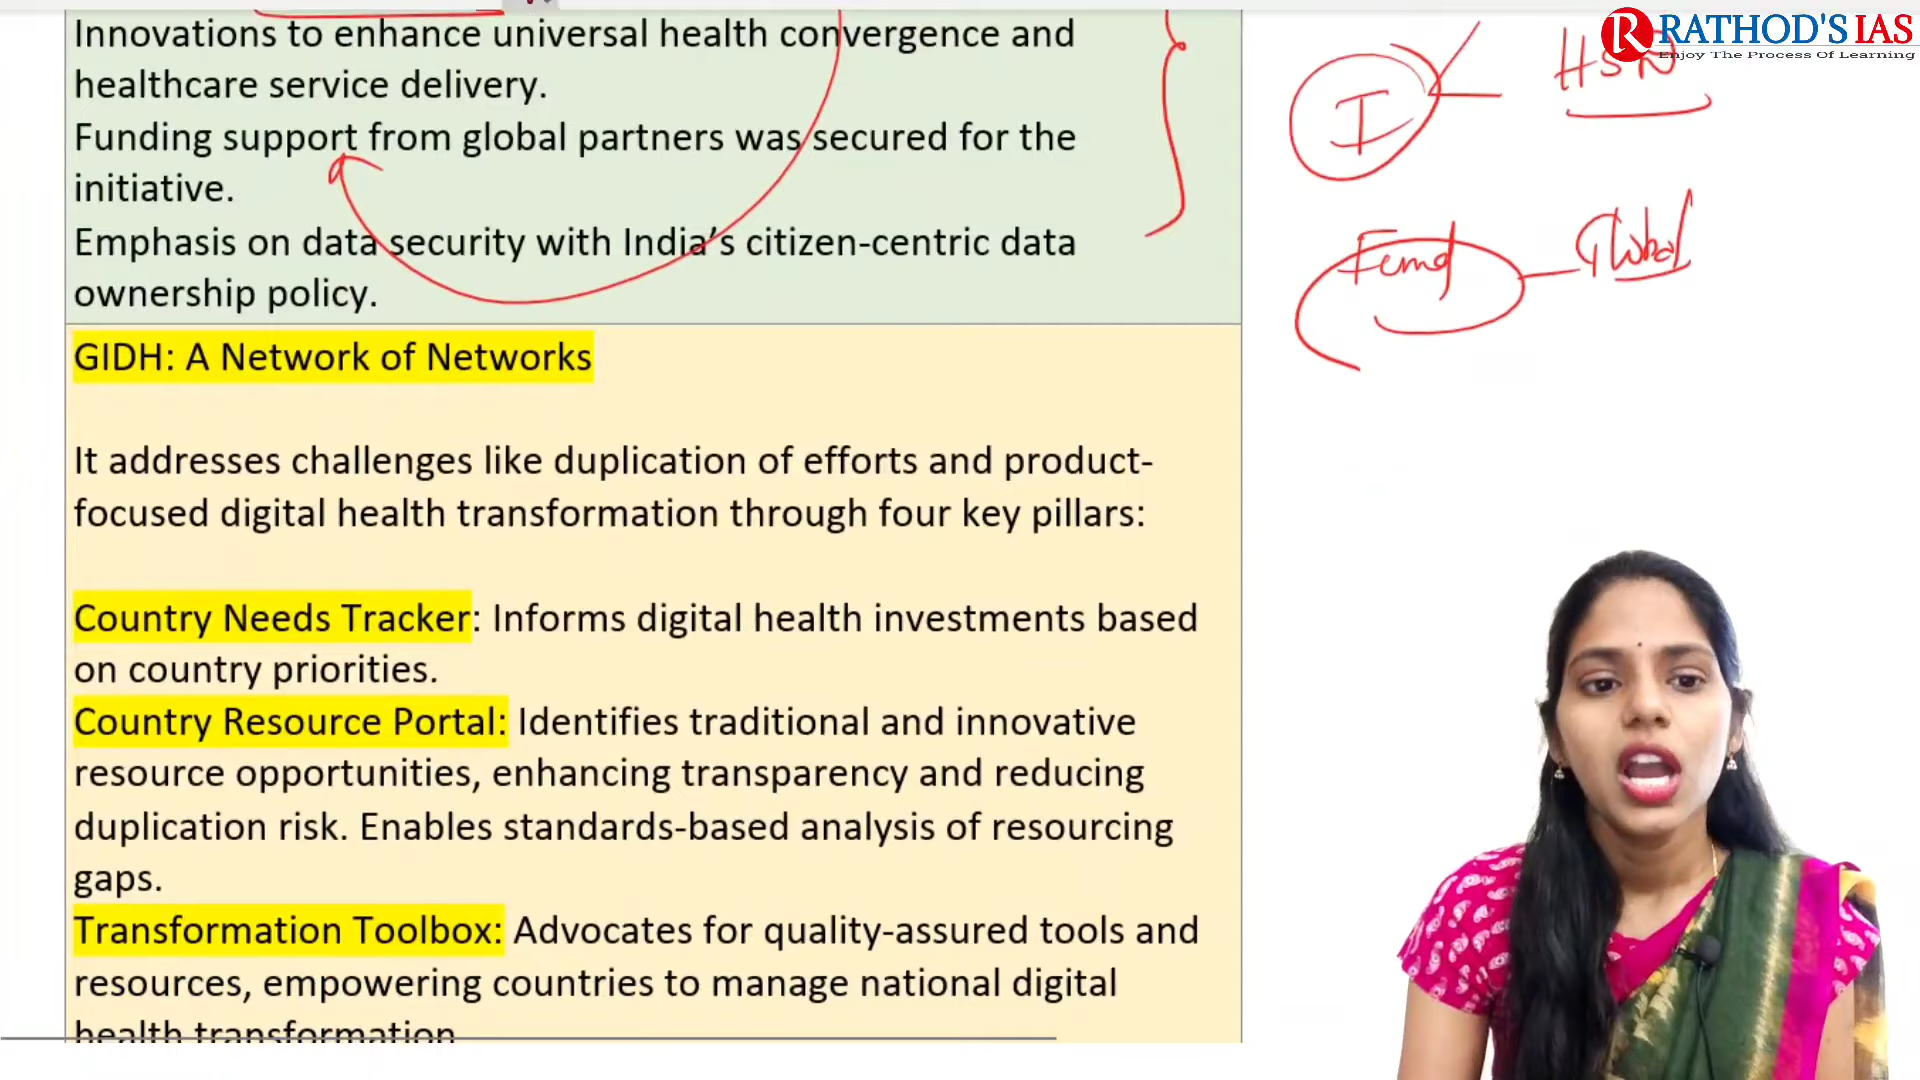 Innovations to enhance universal health convergence and
healthcare service delivery.
Funding support from global partners was secured for the
initiative.
Emphasis on data security with India's citizen-centric data
ownership policy.
GIDH: A Network of Networks
It addresses challenges like duplication of efforts and product-
focused digital health transformation through four key pillars:
Country Needs Tracker: Informs digital health investments based
on country priorities.
Country Resource Portal: Identifies traditional and innovative
resource opportunities, enhancing transparency and reducing
duplication risk. Enables standards-based analysis of resourcing
gaps.
Transformation Toolbox: Advocates for quality-assured tools and
resources, empowering countries to manage national digital
health transformation
RATHOD'S IAS
Enjoy The Process Of Learning
I
Fund
Global